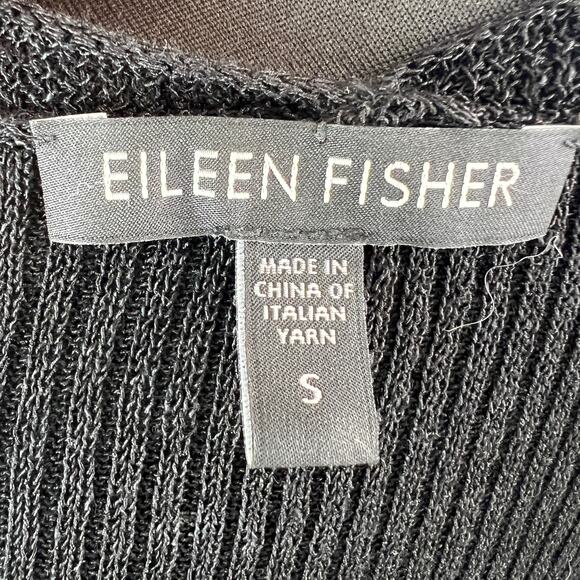 EILEEN FISHER
MADE IN
CHINA OF
ITALIAN
YARN
S